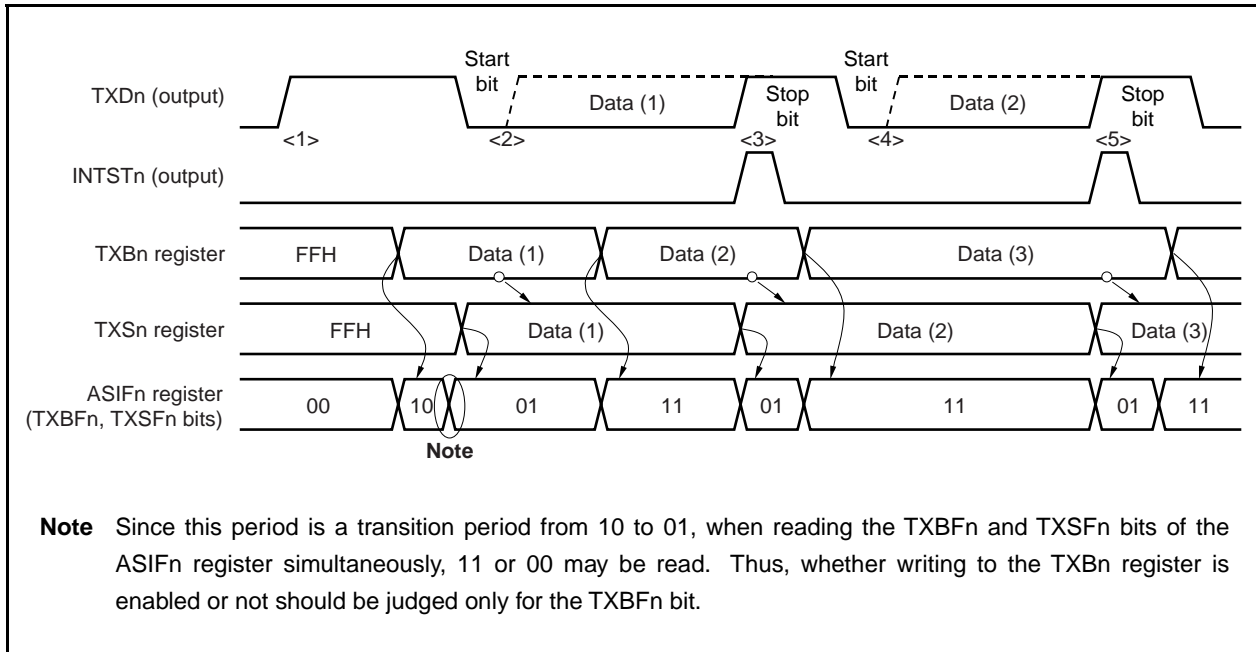 Start
bit
Start
bit
TXDn (output)
Data (1)
Stop
bit
Data (2)
Stop
bit
<1>
<2>
<3>
<4>
<5>
INTSTn (output)
TXBn register
FFH
Data (1)
Data (2)
Data (3)
TXSn register
FFH
Data (1)
Data (2)
Data (3)
ASIFn register
(TXBFn, TXSFn bits)
00
10
01
11
01
11
01
11
Note
Note Since this period is a transition period from 10 to 01, when reading the TXBFn and TXSFn bits of the
ASIFn register simultaneously, 11 or 00 may be read. Thus, whether writing to the TXBn register is
enabled or not should be judged only for the TXBFn bit.